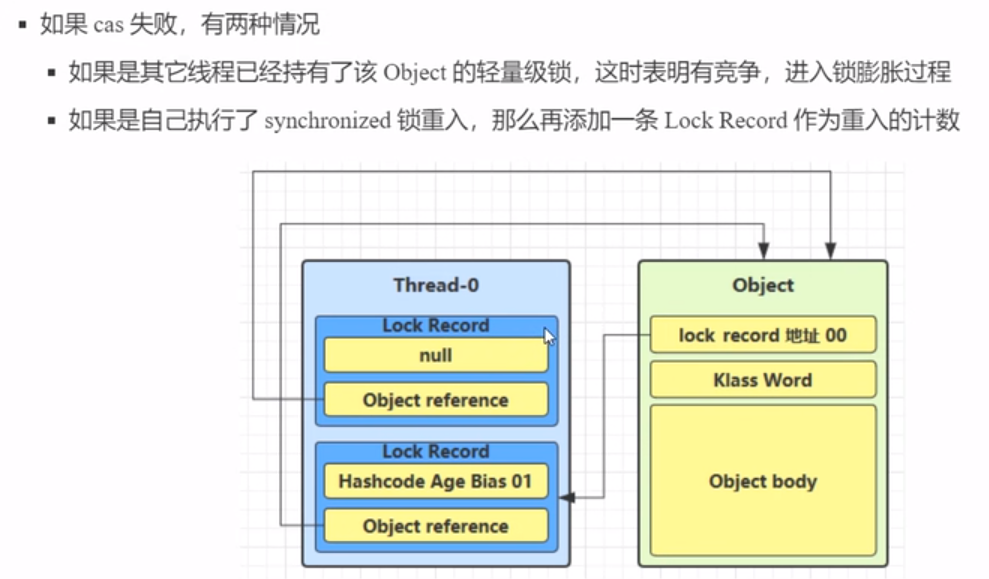 如果 cas 失败，有两种情况
如果是其它线程已经持有了该 Object 的轻量级锁，这时表明有竞争，进入锁膨胀过程
如果是自己执行了 synchronized 锁重入，那么再添加一条 Lock Record 作为重入的计数
Thread-0
Lock Record
null
Object reference
Lock Record
Hashcode Age Bias 01
Object reference
Object
lock record 地址 00
Klass Word
Object body